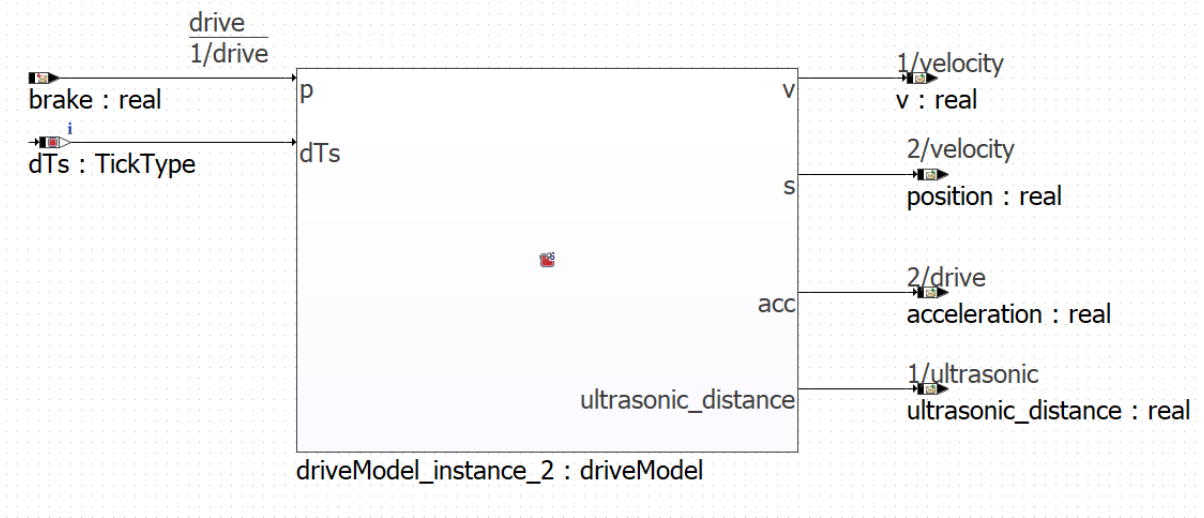 drive
1/drive
brake : real
i
dTs : TickType
p
dTs
v
s
acc
ultrasonic_distance
1/velocity
v : real
2/velocity
position : real
2/drive
acceleration : real
1/ultrasonic
ultrasonic_distance : real
driveModel_instance_2 : driveModel